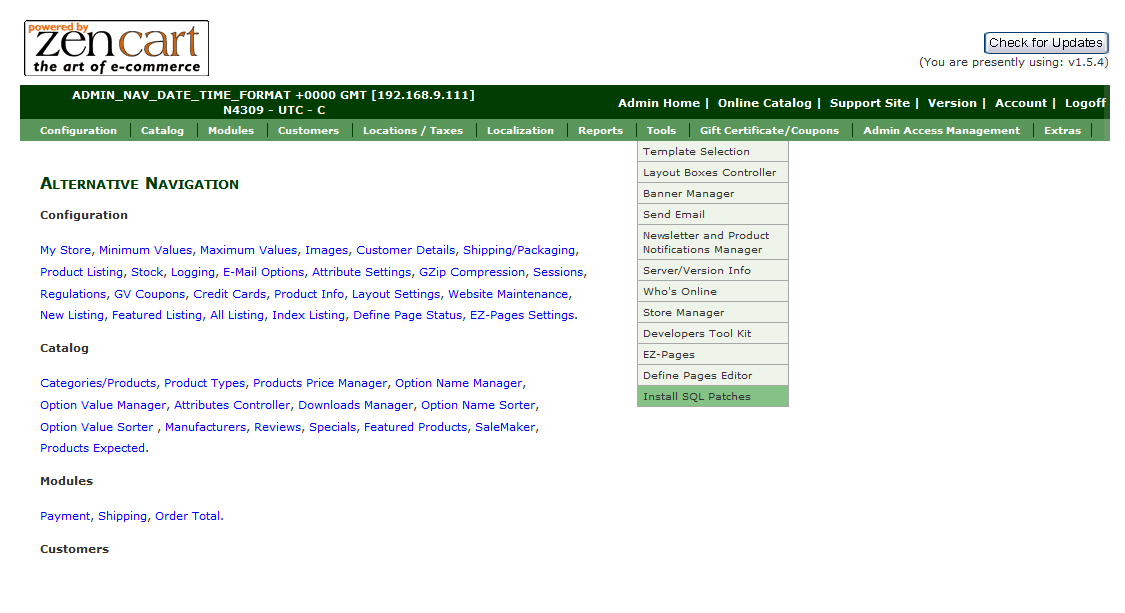 powered by
zen cart
the art of e-commerce
Check for Updates
(You are presently using: v1.5.4)
ADMIN_NAV_DATE_TIME_FORMAT +0000 GMT [192.168.9.111]
N4309 - UTC - C
Admin Home | Online Catalog | Support Site | Version | Account | Logoff
Configuration Catalog Modules Customers Locations / Taxes Localization Reports Tools Gift Certificate/Coupons Admin Access Management Extras
Template Selection
Layout Boxes Controller
Banner Manager
Send Email
Newsletter and Product
Notifications Manager
Server/Version Info
Who's Online
Store Manager
Developers Tool Kit
EZ-Pages
Define Pages Editor
Install SQL Patches
Alternative Navigation
Configuration
My Store, Minimum Values, Maximum Values, Images, Customer Details, Shipping/Packaging,
Product Listing, Stock, Logging, E-Mail Options, Attribute Settings, GZip Compression, Sessions,
Regulations, GV Coupons, Credit Cards, Product Info, Layout Settings, Website Maintenance,
New Listing, Featured Listing, All Listing, Index Listing, Define Page Status, EZ-Pages Settings.
Catalog
Categories/Products, Product Types, Products Price Manager, Option Name Manager,
Option Value Manager, Attributes Controller, Downloads Manager, Option Name Sorter,
Option Value Sorter , Manufacturers, Reviews, Specials, Featured Products, SaleMaker,
Products Expected.
Modules
Payment, Shipping, Order Total.
Customers